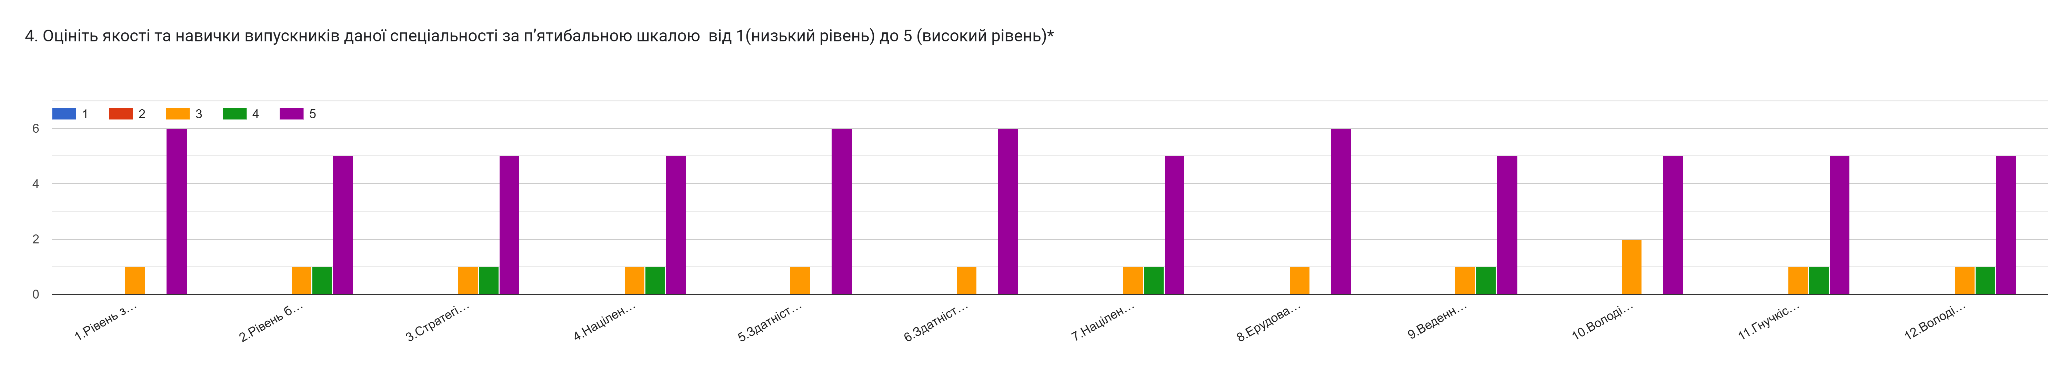 4. Оцініть якості та навички випускників даної спеціальності за п’ятибальною шкалою від 1(низький рівень) до 5 (високий рівень)*
1 2 3 4 5
6
4
2
0
1.Рівень з…
2.Рівень б…
3.Стратегі…
4.Націлен…
5.Здатніст…
6.Здатніст…
7.Націлен…
8.Ерудова…
9.Веденн…
10.Володі…
11.Гнучкіс…
12.Володі…